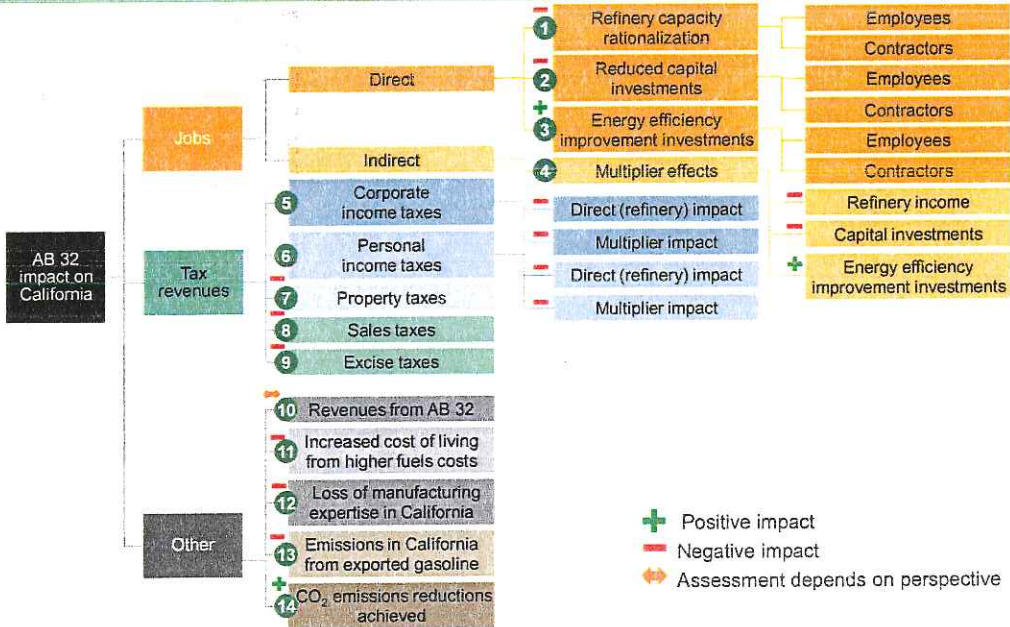 AB 32
impact on
California
Jobs
Direct
1
Refinery capacity
rationalization
Employees
Contractors
2
Reduced capital
investments
Employees
Contractors
3
Energy efficiency
improvement investments
Employees
Contractors
Indirect
4
Multiplier effects
Refinery income
Capital investments
Energy efficiency
improvement investments
Tax
revenues
5
Corporate
income taxes
Direct (refinery) impact
Multiplier impact
6
Personal
income taxes
Direct (refinery) impact
Multiplier impact
7
Property taxes
8
Sales taxes
9
Excise taxes
Other
10
Revenues from AB 32
11
Increased cost of living
from higher fuels costs
12
Loss of manufacturing
expertise in California
13
Emissions in California
from exported gasoline
14
CO₂ emissions reductions
achieved
Positive impact
Negative impact
Assessment depends on perspective